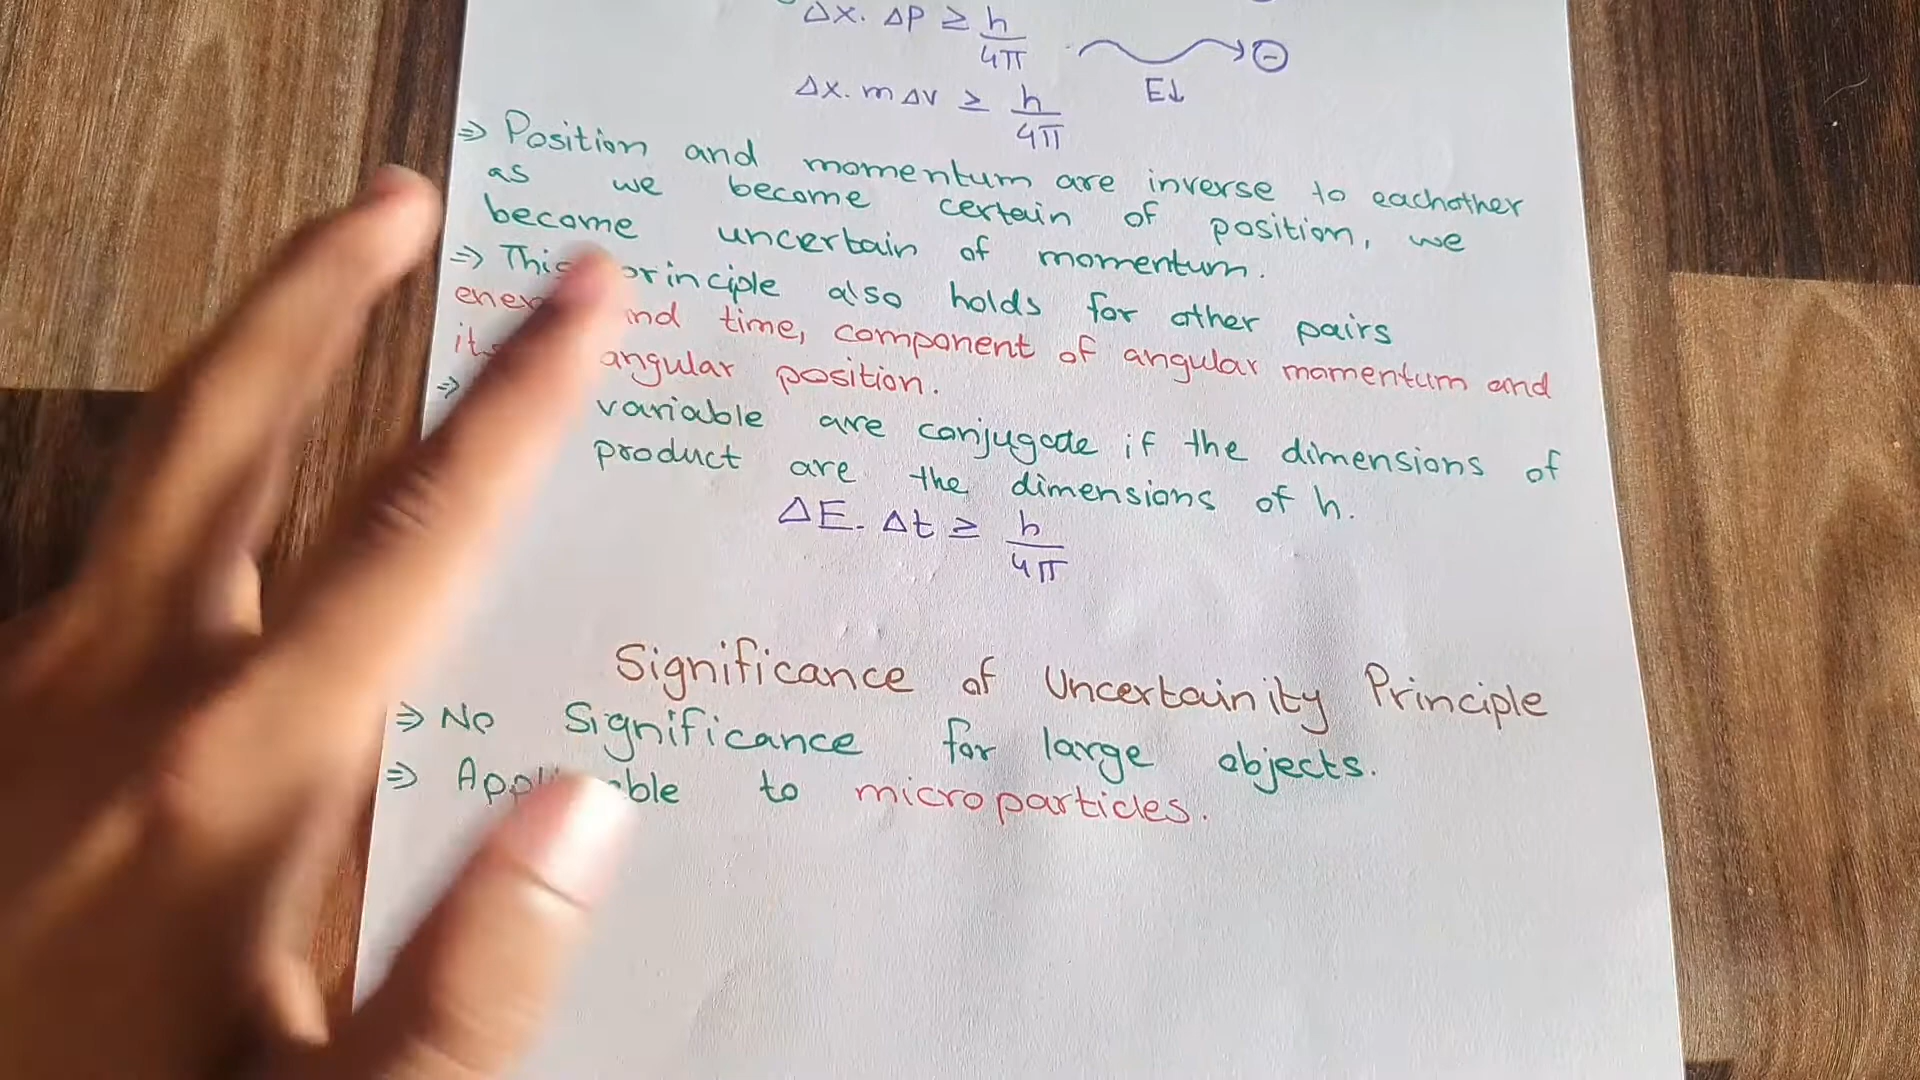 Δx. ΔP ≥ h/4π
E↓
Δx. m Δv ≥ h/4π
⇒ Position and momentum are inverse to eachother
as we become certain of position, we
become uncertain of momentum.
⇒ principle also holds for other pairs
time, component of angular momentum and
angular position.
⇒ variable are conjugate if the dimensions of
product are the dimensions of h.
ΔE. Δt ≥ h/4π
Significance of Uncertainity Principle
⇒ No Significance for large objects.
⇒ to microparticles.